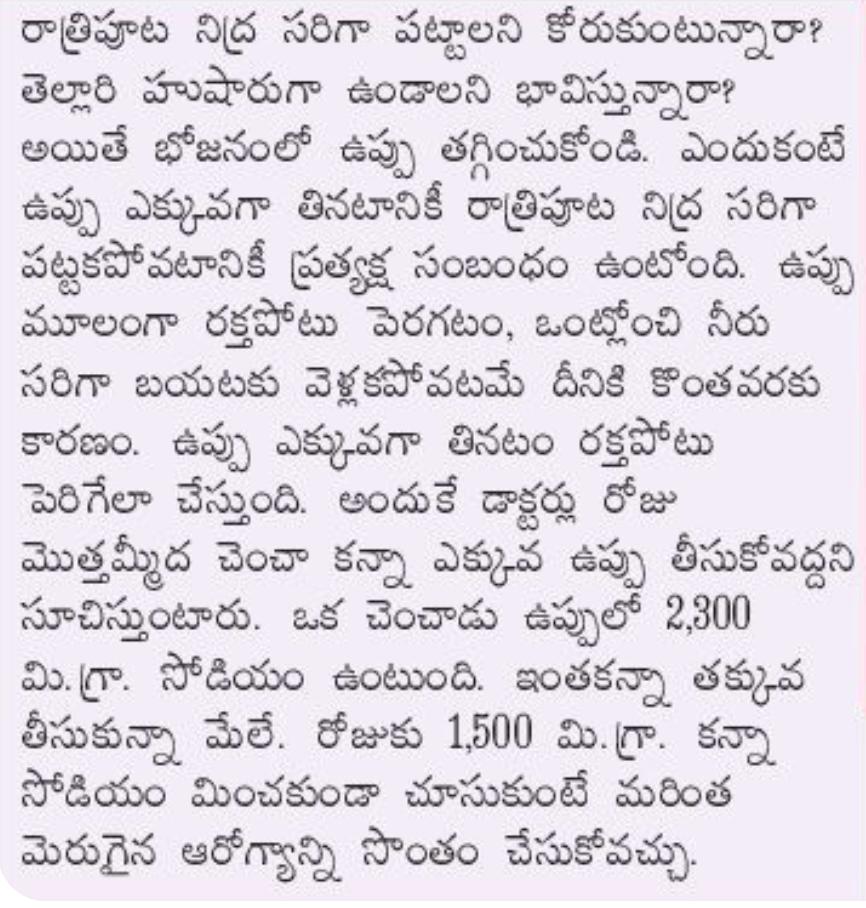 రాత్రిపూట నిద్ర సరిగా పట్టాలని కోరుకుంటున్నారా?
తెల్లారి హుషారుగా ఉండాలని భావిస్తున్నారా?
అయితే భోజనంలో ఉప్పు తగ్గించుకోండి. ఎందుకంటే
ఉప్పు ఎక్కువగా తినటానికీ రాత్రిపూట నిద్ర సరిగా
పట్టకపోవటానికీ ప్రత్యక్ష సంబంధం ఉంటోంది. ఉప్పు
మూలంగా రక్తపోటు పెరగటం, ఒంట్లోంచి నీరు
సరిగా బయటకు వెళ్లకపోవటమే దీనికి కొంతవరకు
కారణం. ఉప్పు ఎక్కువగా తినటం రక్తపోటు
పెరిగేలా చేస్తుంది. అందుకే డాక్టర్లు రోజు
మొత్తమ్మీద చెంచా కన్నా ఎక్కువ ఉప్పు తీసుకోవద్దని
సూచిస్తుంటారు. ఒక చెంచాడు ఉప్పులో 2,300
మి.గ్రా. సోడియం ఉంటుంది. ఇంతకన్నా తక్కువ
తీసుకున్నా మేలే. రోజుకు 1,500 మి.గ్రా. కన్నా
సోడియం మించకుండా చూసుకుంటే మరింత
మెరుగైన ఆరోగ్యాన్ని సొంతం చేసుకోవచ్చు.